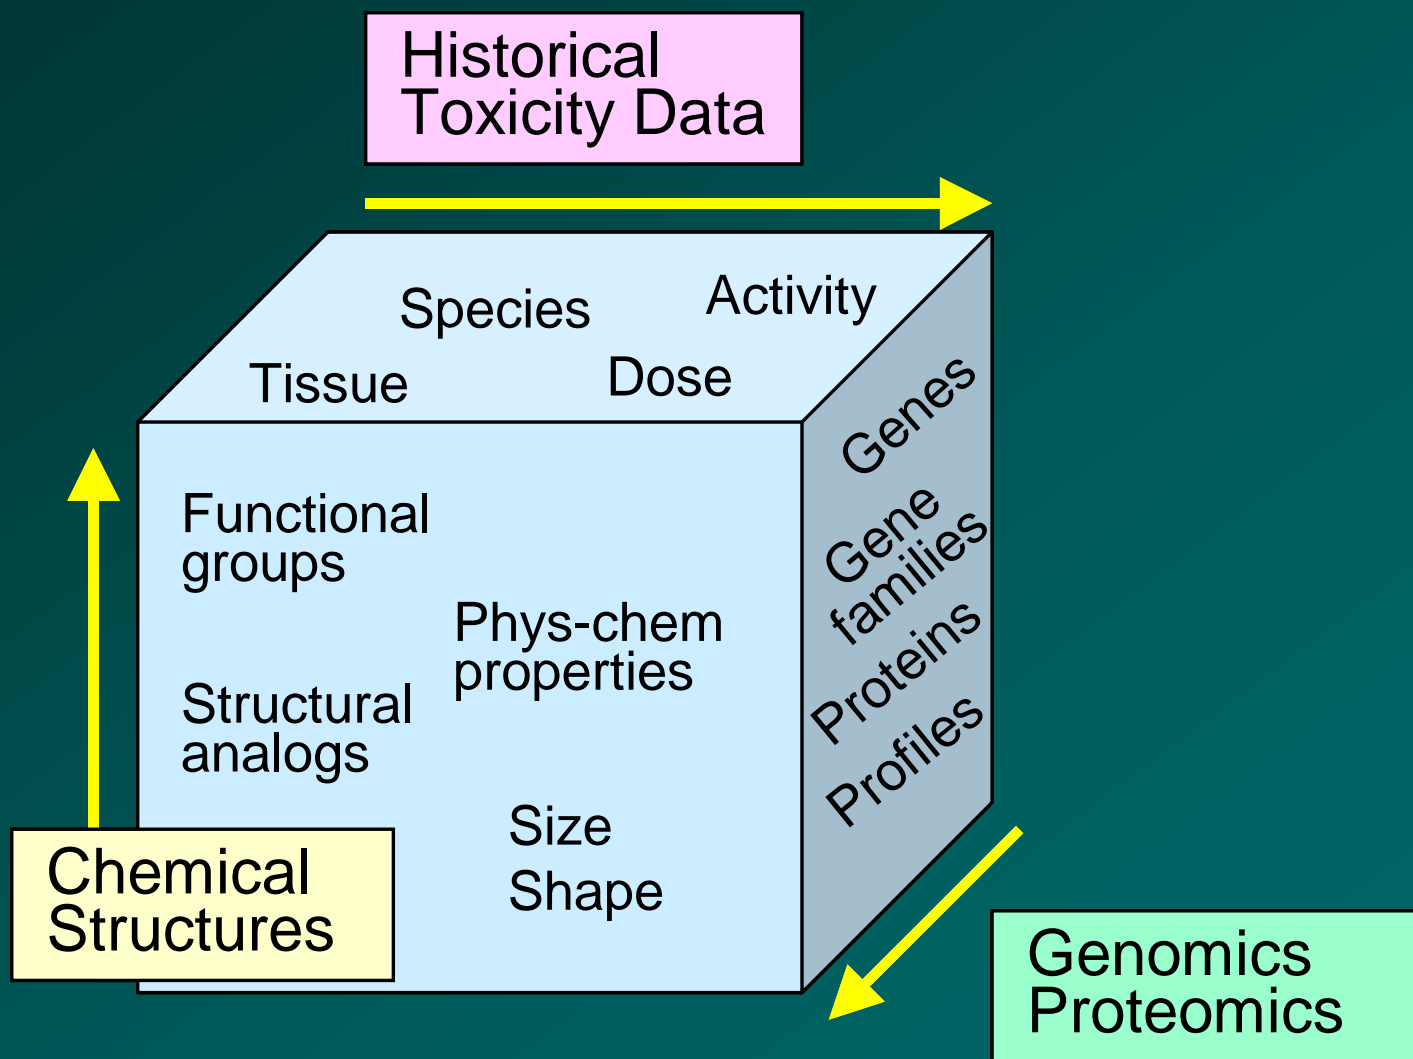 Historical
Toxicity Data
Species
Activity
Tissue
Dose
Genes
Gene
families
Proteins
Profiles
Functional
groups
Phys-chem
properties
Structural
analogs
Size
Shape
Chemical
Structures
Genomics
Proteomics